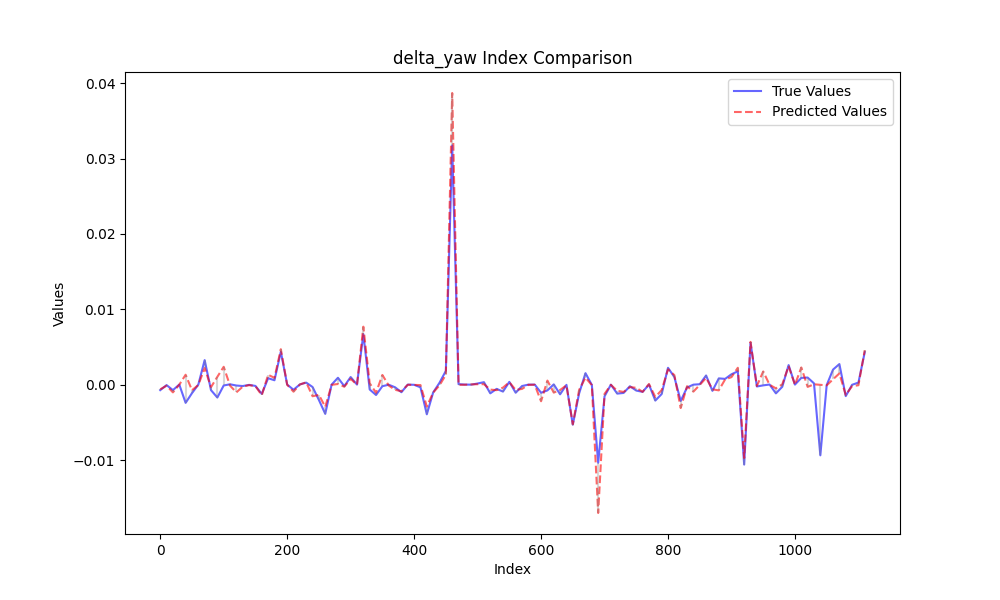 delta_yaw Index Comparison
True Values
Predicted Values
0.04
0.03
0.02
0.01
0.00
−0.01
Values
0
200
400
600
800
1000
Index